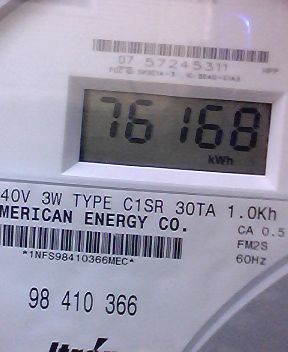 07 57245311
76168
kWh
40V 3W TYPE C1SR 30TA 1.0Kh
MERICAN ENERGY CO.
CA 0.5
FM2S
*1NFS98410366MEC*
60Hz
98 410 366
Itrón